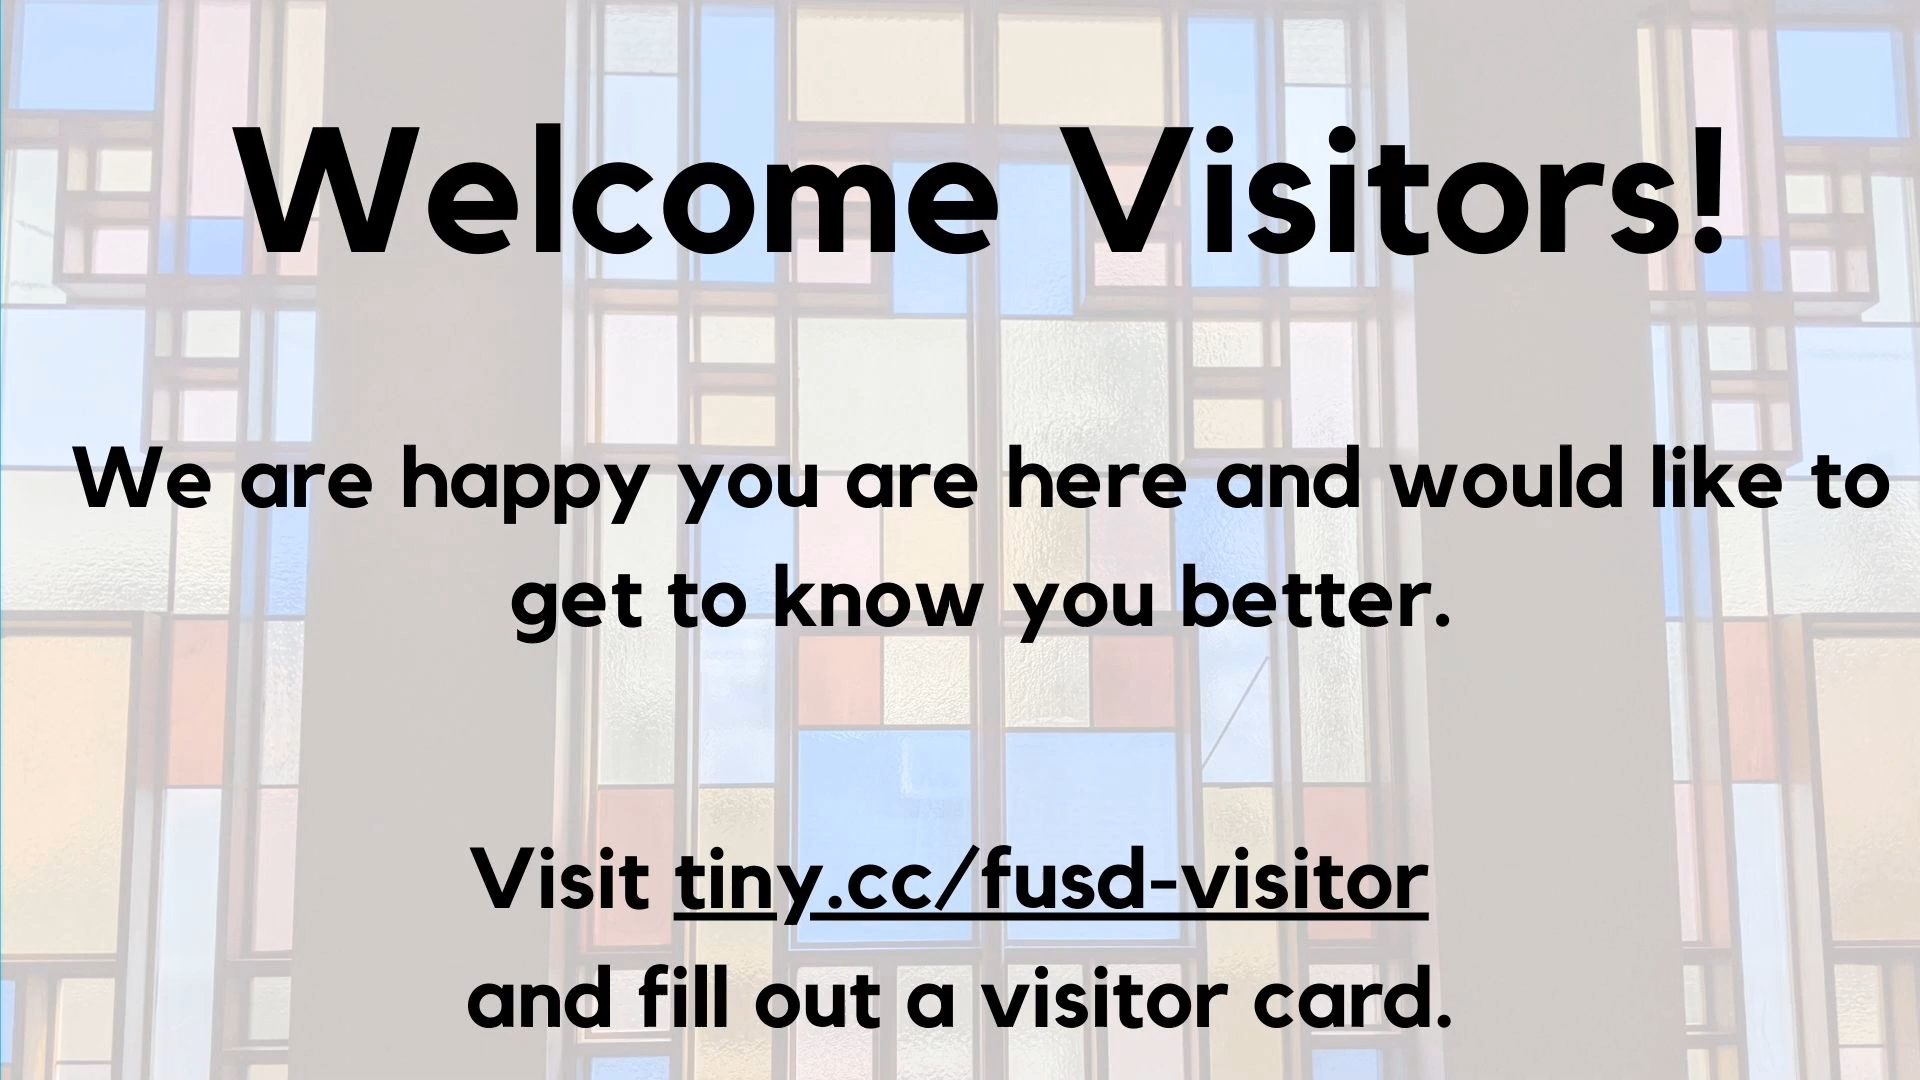 Welcome Visitors!
We are happy you are here and would like to
get to know you better.
Visit tiny.cc/fusd-visitor
and fill out a visitor card.